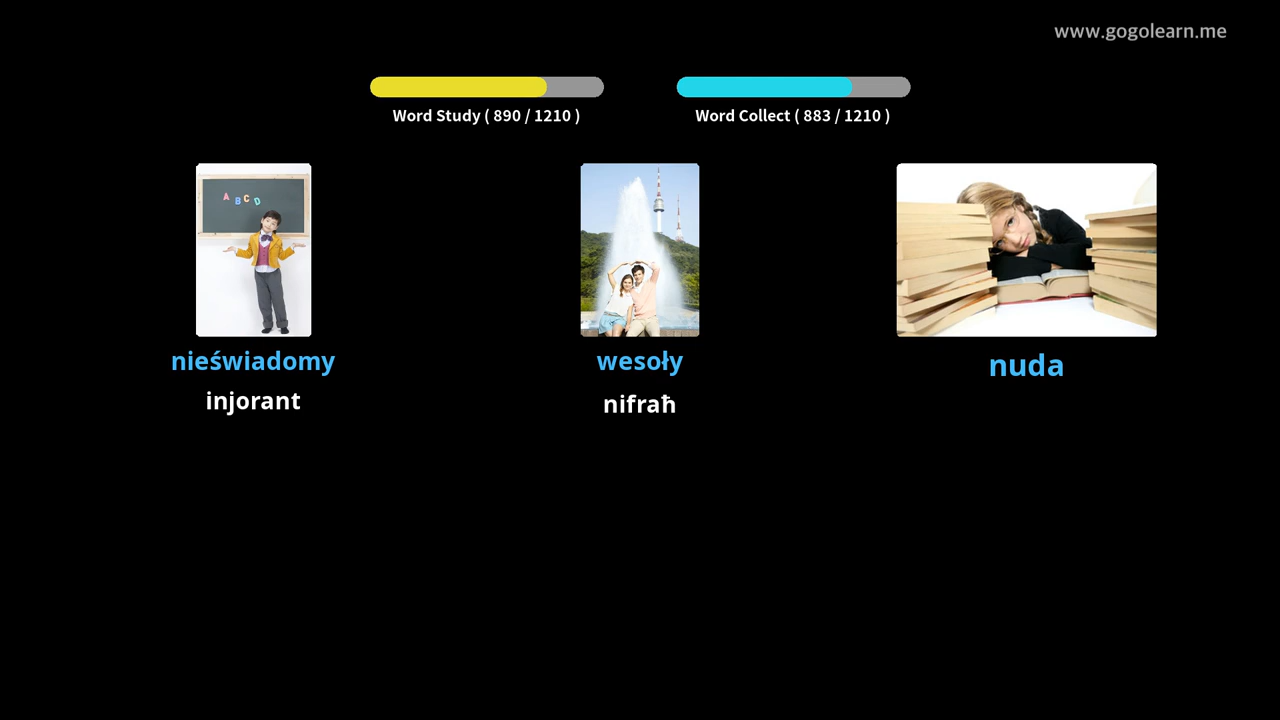 www.gogolearn.me
Word Study ( 890 / 1210 )
Word Collect ( 883 / 1210 )
A B C D
nieświadomy
wesoły
nuda
injorant
nifraħ